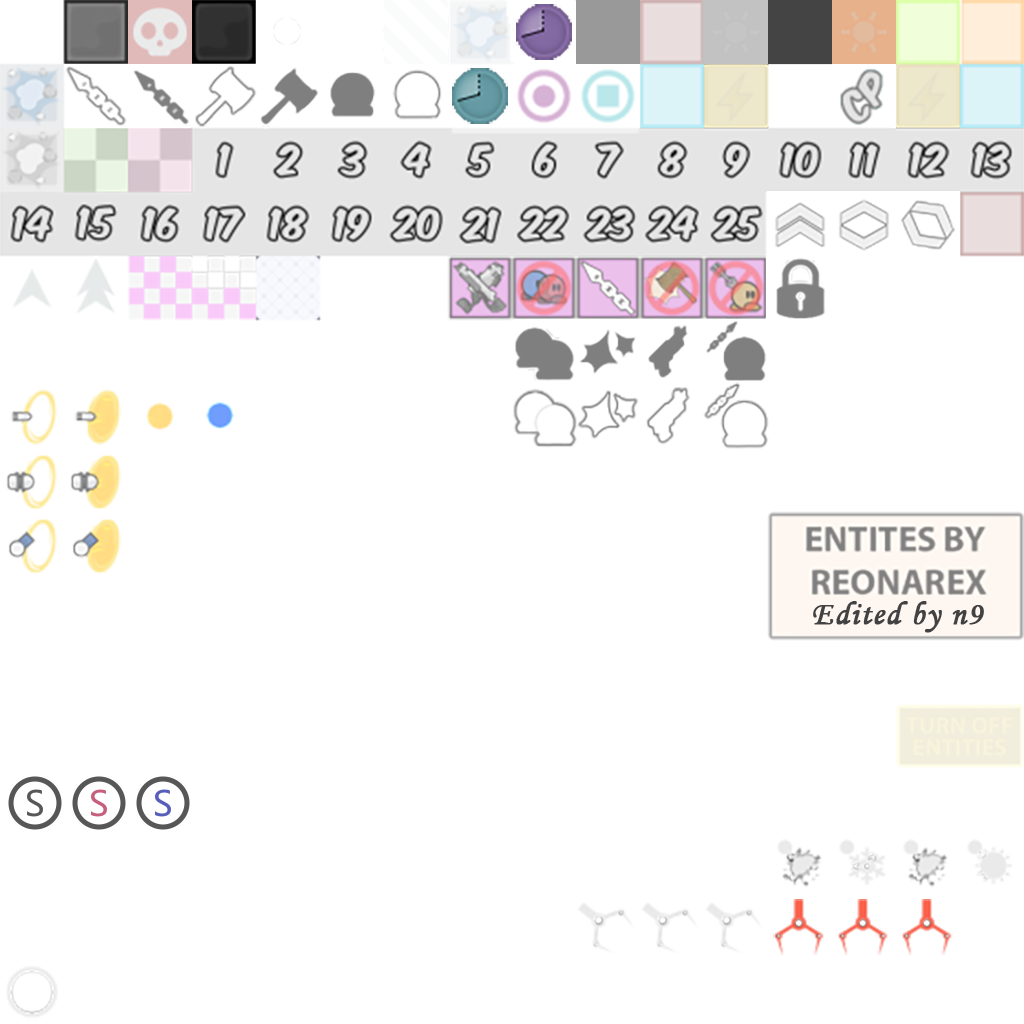 CP
1 2 3 4 5 6 7 8 9 10 11 12 13
14 15 16 17 18 19 20 21 22 23 24 25
ENTITES BY
REONAREX
Edited by n9
TURN OFF
ENTITIES
S S S